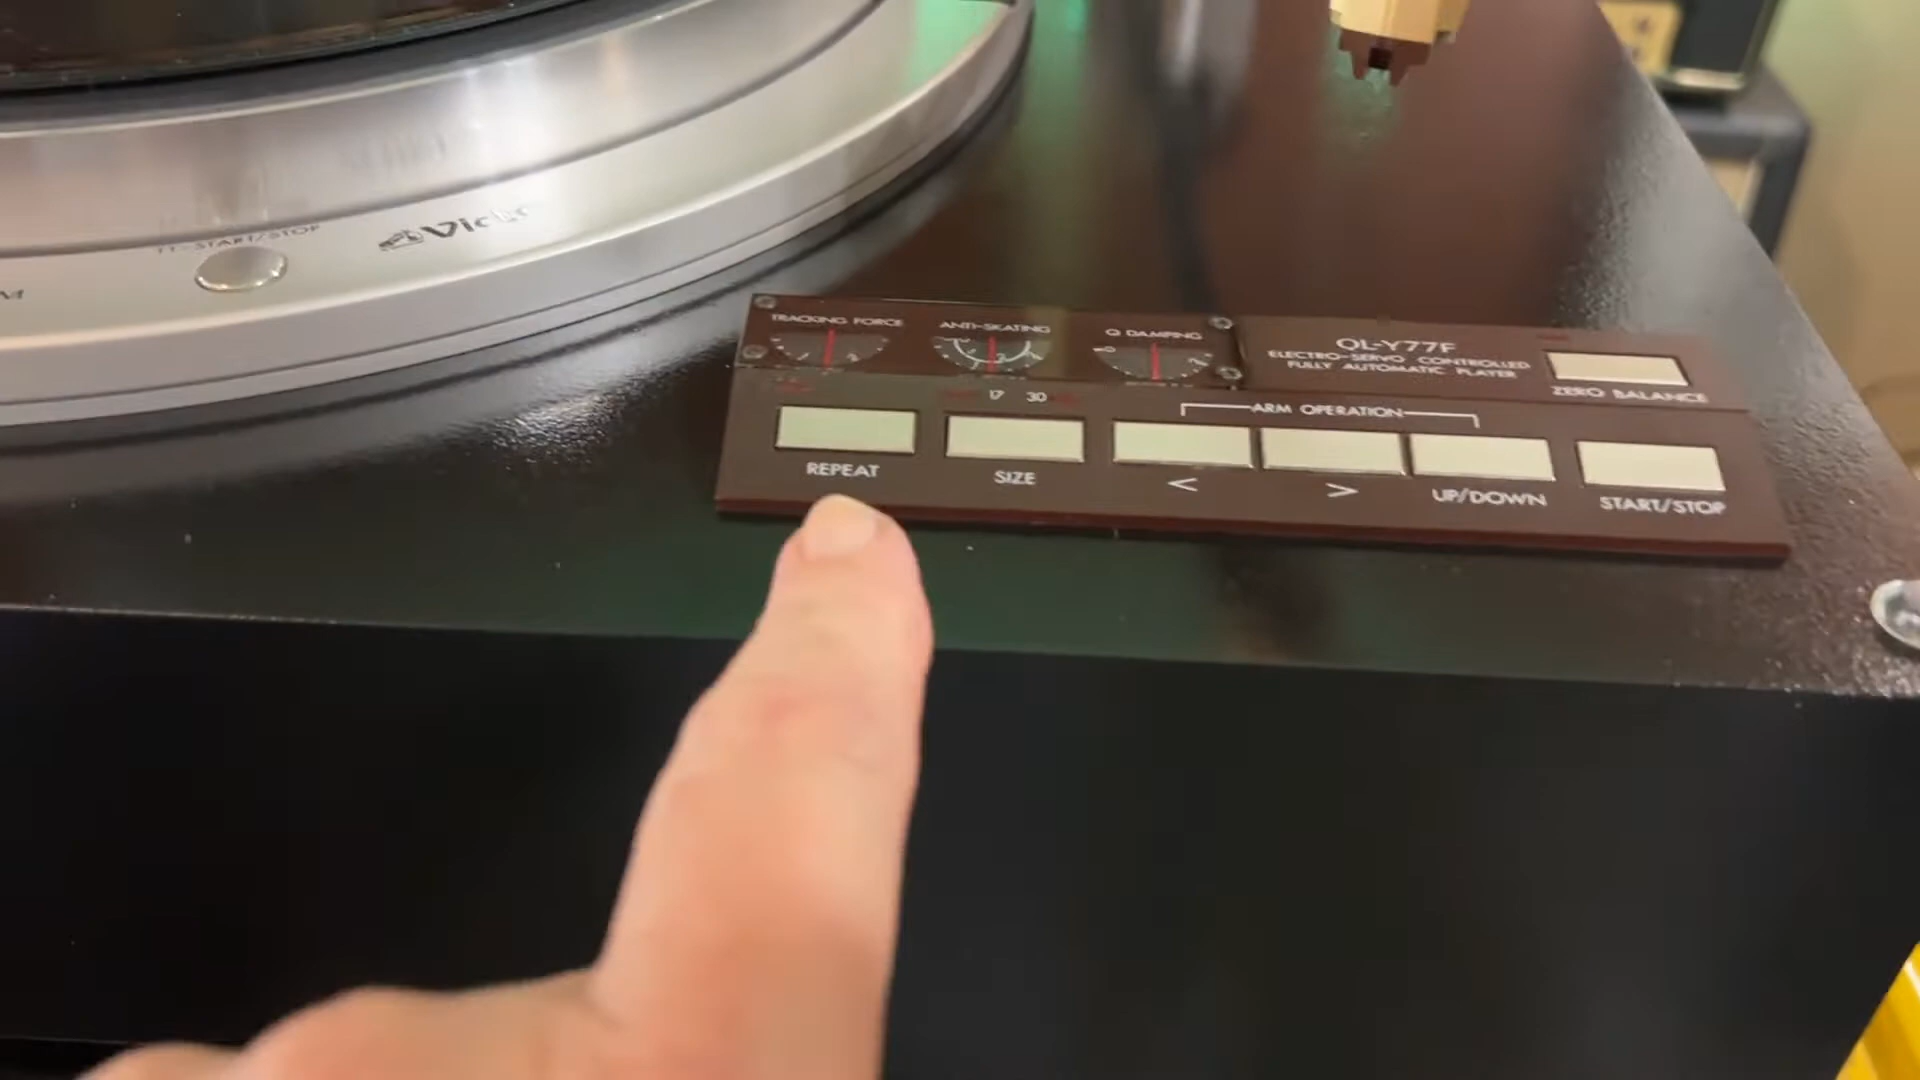 TT-START/STOP
Victor
TRACKING FORCE
ANTI-SKATING
Q DAMPING
QL-Y77F
ELECTRO-SERVO CONTROLLED
FULLY AUTOMATIC PLAYER
ZERO BALANCE
17 30
ARM OPERATION
REPEAT
SIZE
<
>
UP/DOWN
START/STOP